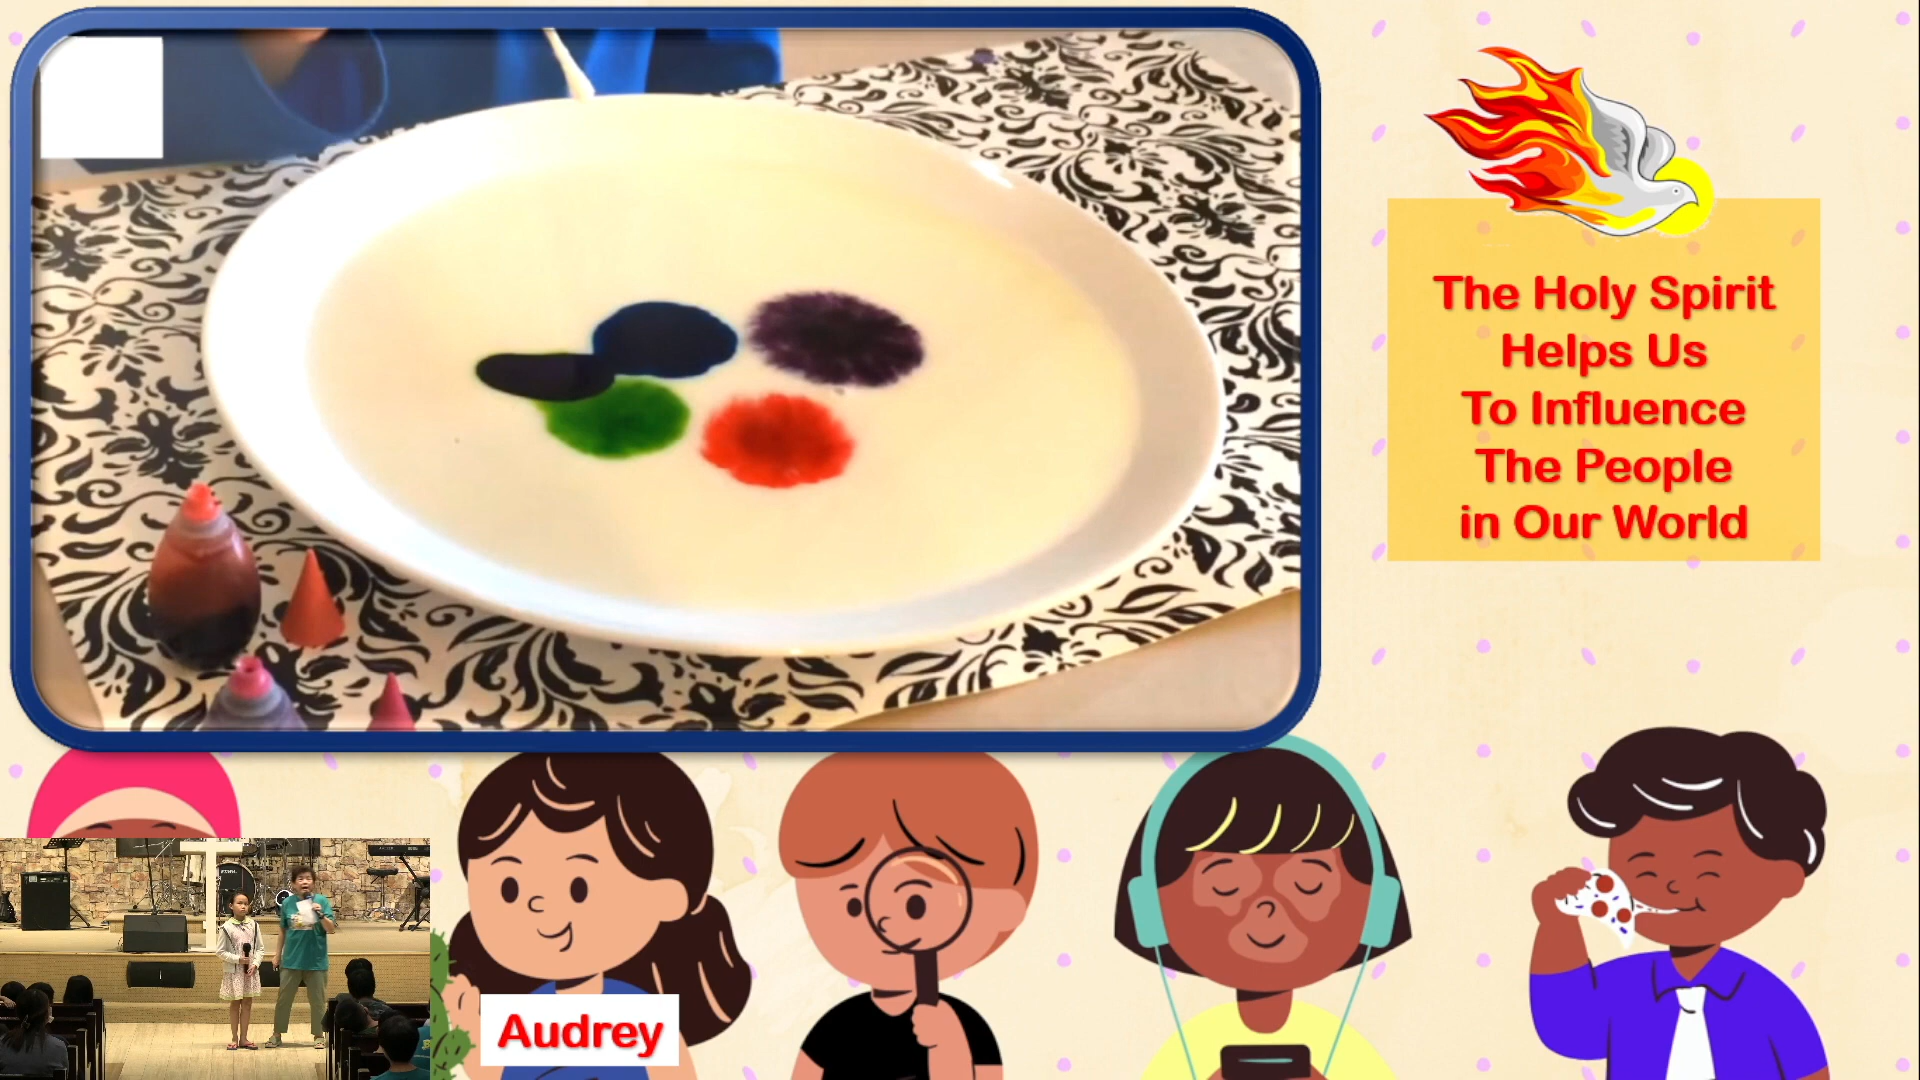 The Holy Spirit
Helps Us
To Influence
The People
in Our World
Audrey